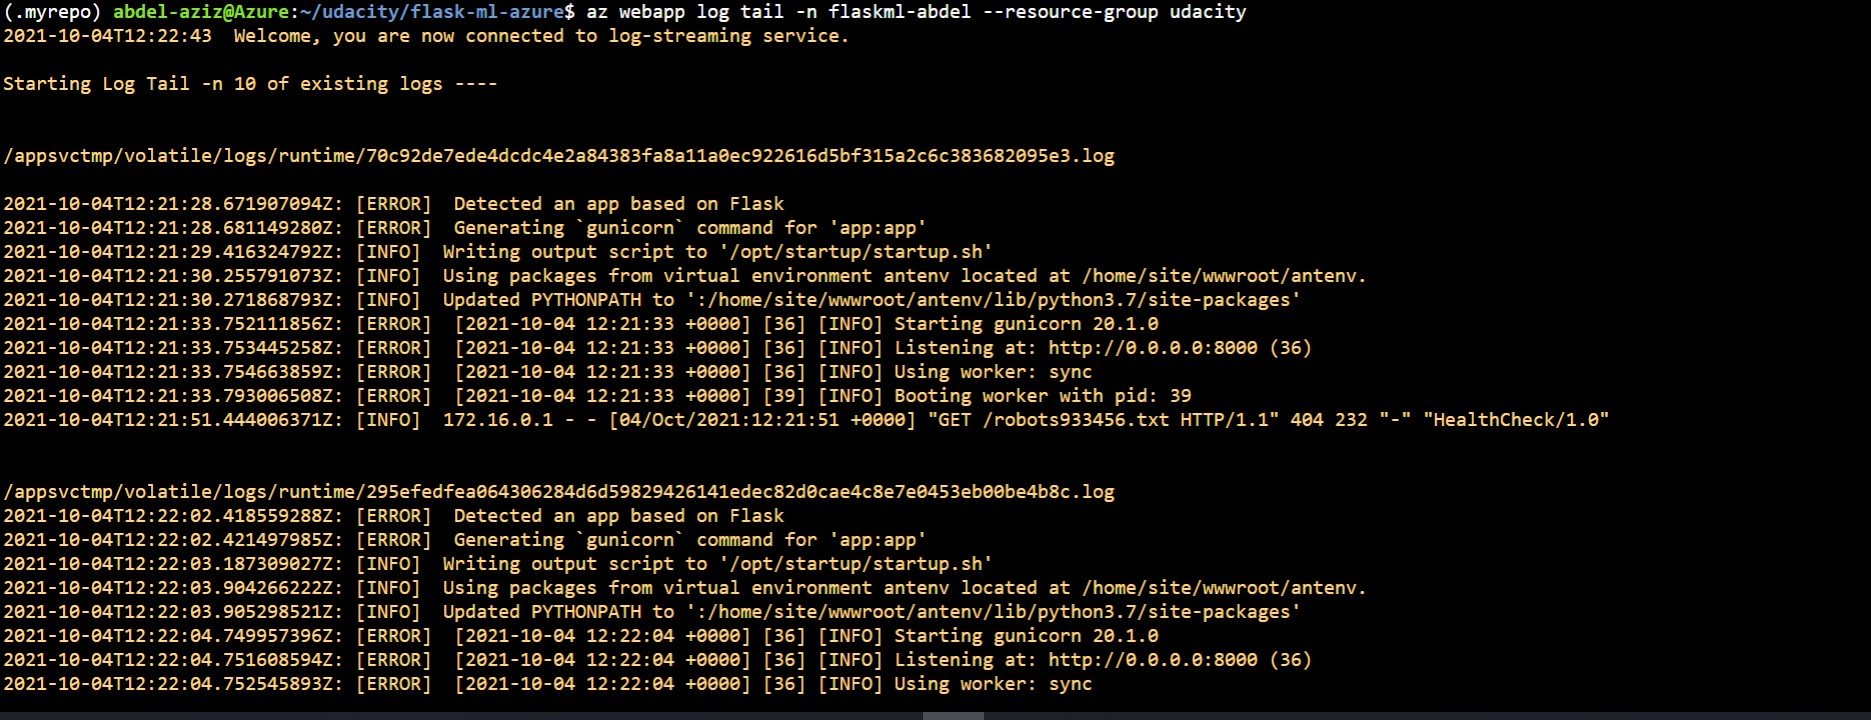 (.myrepo) abdel-aziz@Azure:~/udacity/flask-ml-azure$ az webapp log tail -n flaskml-abdel --resource-group udacity
2021-10-04T12:22:43  Welcome, you are now connected to log-streaming service.
Starting Log Tail -n 10 of existing logs ----
/appsvctmp/volatile/logs/runtime/70c92de7ede4dcdc4e2a84383fa8a11a0ec922616d5bf315a2c6c383682095e3.log
2021-10-04T12:21:28.671907094Z: [ERROR]  Detected an app based on Flask
2021-10-04T12:21:28.681149280Z: [ERROR]  Generating `gunicorn` command for 'app:app'
2021-10-04T12:21:29.416324792Z: [INFO]  Writing output script to '/opt/startup/startup.sh'
2021-10-04T12:21:30.255791073Z: [INFO]  Using packages from virtual environment antenv located at /home/site/wwwroot/antenv.
2021-10-04T12:21:30.271868793Z: [INFO]  Updated PYTHONPATH to ':/home/site/wwwroot/antenv/lib/python3.7/site-packages'
2021-10-04T12:21:33.752111856Z: [ERROR]  [2021-10-04 12:21:33 +0000] [36] [INFO] Starting gunicorn 20.1.0
2021-10-04T12:21:33.753445258Z: [ERROR]  [2021-10-04 12:21:33 +0000] [36] [INFO] Listening at: http://0.0.0.0:8000 (36)
2021-10-04T12:21:33.754663859Z: [ERROR]  [2021-10-04 12:21:33 +0000] [36] [INFO] Using worker: sync
2021-10-04T12:21:33.793006508Z: [ERROR]  [2021-10-04 12:21:33 +0000] [39] [INFO] Booting worker with pid: 39
2021-10-04T12:21:51.444006371Z: [INFO]  172.16.0.1 - - [04/Oct/2021:12:21:51 +0000] "GET /robots933456.txt HTTP/1.1" 404 232 "-" "HealthCheck/1.0"
/appsvctmp/volatile/logs/runtime/295efedfea064306284d6d59829426141edec82d0cae4c8e7e0453eb00be4b8c.log
2021-10-04T12:22:02.418559288Z: [ERROR]  Detected an app based on Flask
2021-10-04T12:22:02.421497985Z: [ERROR]  Generating `gunicorn` command for 'app:app'
2021-10-04T12:22:03.187309027Z: [INFO]  Writing output script to '/opt/startup/startup.sh'
2021-10-04T12:22:03.904266222Z: [INFO]  Using packages from virtual environment antenv located at /home/site/wwwroot/antenv.
2021-10-04T12:22:03.905298521Z: [INFO]  Updated PYTHONPATH to ':/home/site/wwwroot/antenv/lib/python3.7/site-packages'
2021-10-04T12:22:04.749957396Z: [ERROR]  [2021-10-04 12:22:04 +0000] [36] [INFO] Starting gunicorn 20.1.0
2021-10-04T12:22:04.751608594Z: [ERROR]  [2021-10-04 12:22:04 +0000] [36] [INFO] Listening at: http://0.0.0.0:8000 (36)
2021-10-04T12:22:04.752545893Z: [ERROR]  [2021-10-04 12:22:04 +0000] [36] [INFO] Using worker: sync